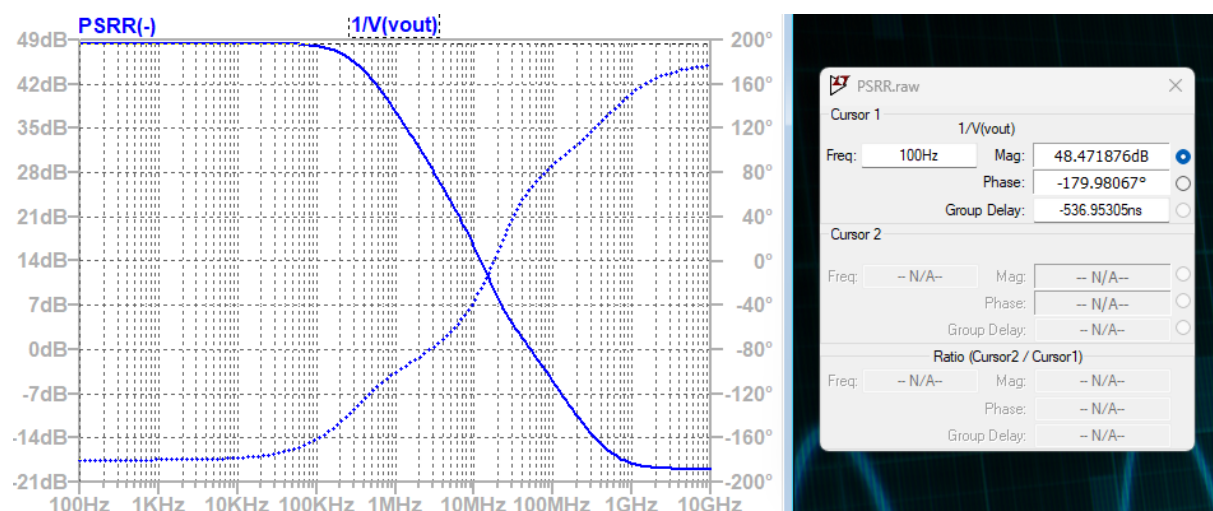 PSRR(-)
1/V(vout)
49dB
42dB
35dB
28dB
21dB
14dB
7dB
0dB
-7dB
-14dB
-21dB
200°
160°
120°
80°
40°
0°
-40°
-80°
-120°
-160°
-200°
100Hz 1KHz 10KHz 100KHz 1MHz 10MHz 100MHz 1GHz 10GHz
PSRR.raw
Cursor 1
1/V(vout)
Freq: 100Hz Mag: 48.471876dB
Phase: -179.98067°
Group Delay: -536.95305ns
Cursor 2
Freq: -- N/A-- Mag: -- N/A--
Phase: -- N/A--
Group Delay: -- N/A--
Ratio (Cursor2 / Cursor1)
Freq: -- N/A-- Mag: -- N/A--
Phase: -- N/A--
Group Delay: -- N/A--